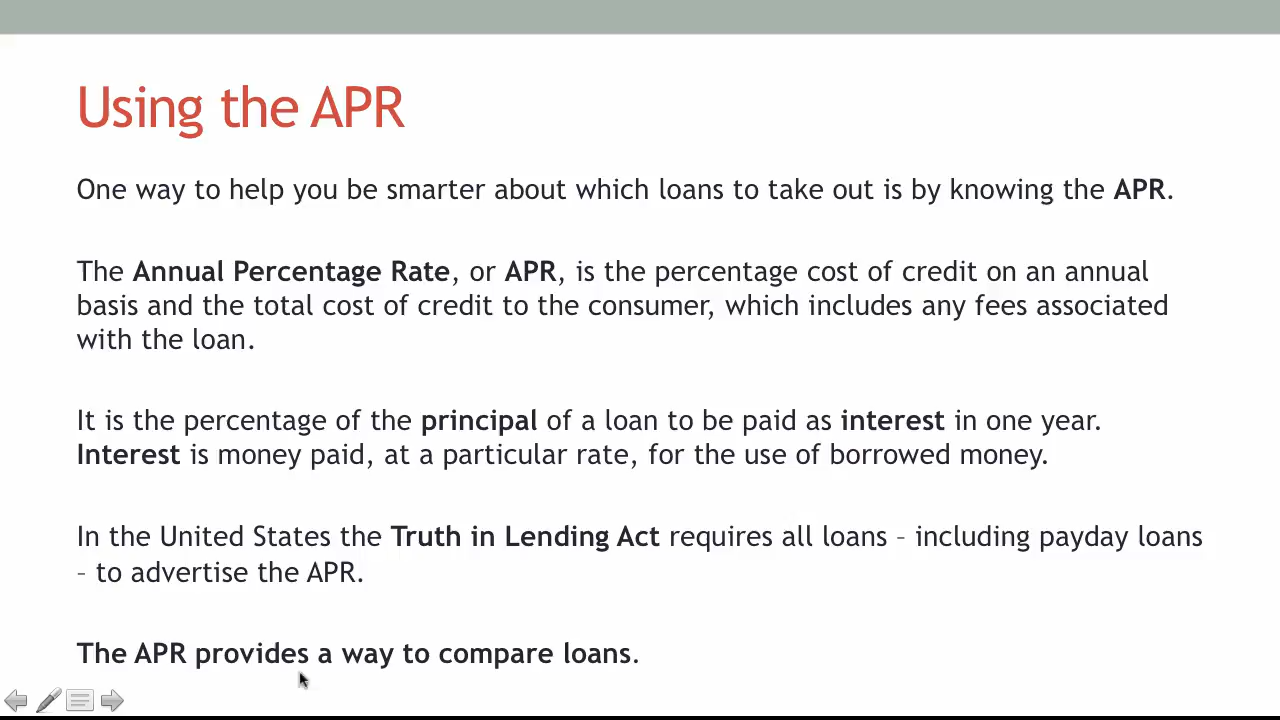 Using the APR
One way to help you be smarter about which loans to take out is by knowing the APR.
The Annual Percentage Rate, or APR, is the percentage cost of credit on an annual
basis and the total cost of credit to the consumer, which includes any fees associated
with the loan.
It is the percentage of the principal of a loan to be paid as interest in one year.
Interest is money paid, at a particular rate, for the use of borrowed money.
In the United States the Truth in Lending Act requires all loans – including payday loans
– to advertise the APR.
The APR provides a way to compare loans.